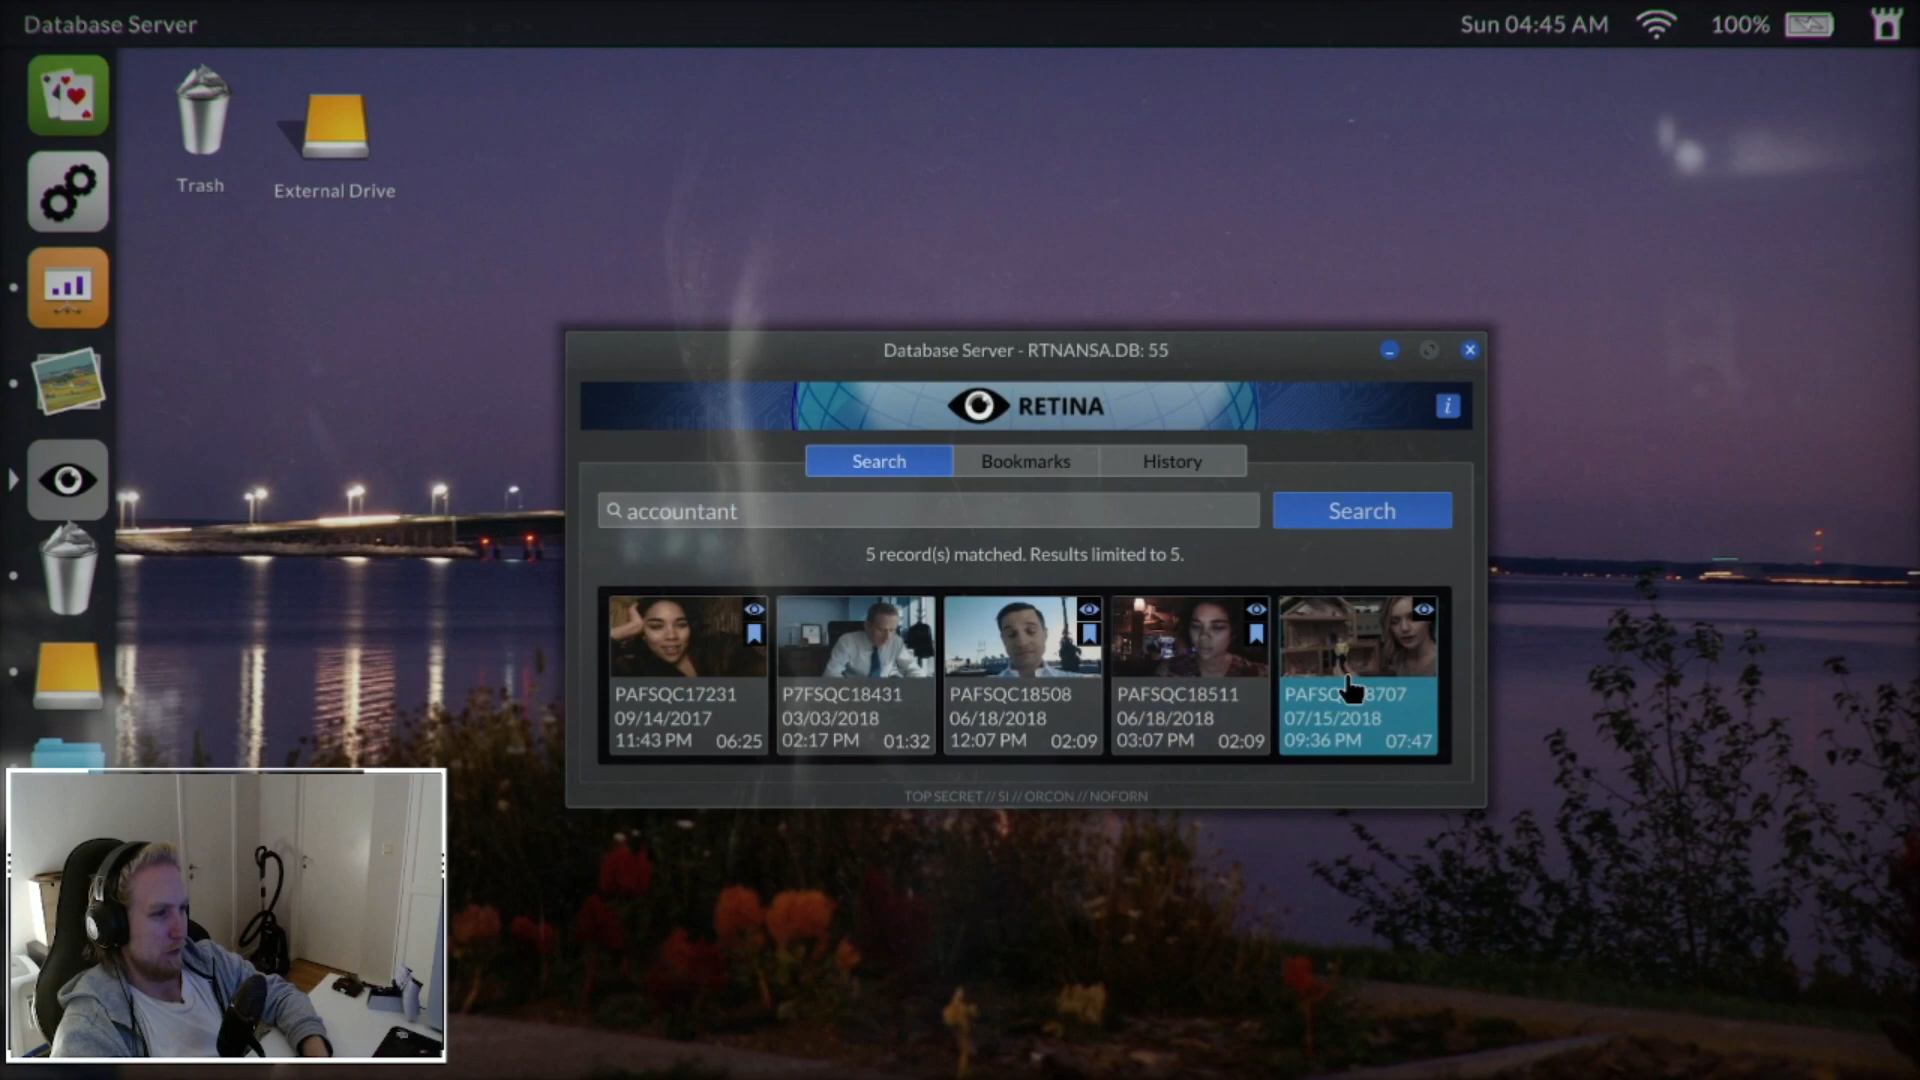 Database Server
Sun 04:45 AM
100%
Trash
External Drive
Database Server - RTNANSA.DB: 55
RETINA
i
Search
Bookmarks
History
accountant
Search
5 record(s) matched. Results limited to 5.
PAFSQC17231
09/14/2017
11:43 PM 06:25
P7FSQC18431
03/03/2018
02:17 PM 01:32
PAFSQC18508
06/18/2018
12:07 PM 02:09
PAFSQC18511
06/18/2018
03:07 PM 02:09
07/15/2018
09:36 PM 07:47
TOP SECRET // SI // ORCON // NOFORN